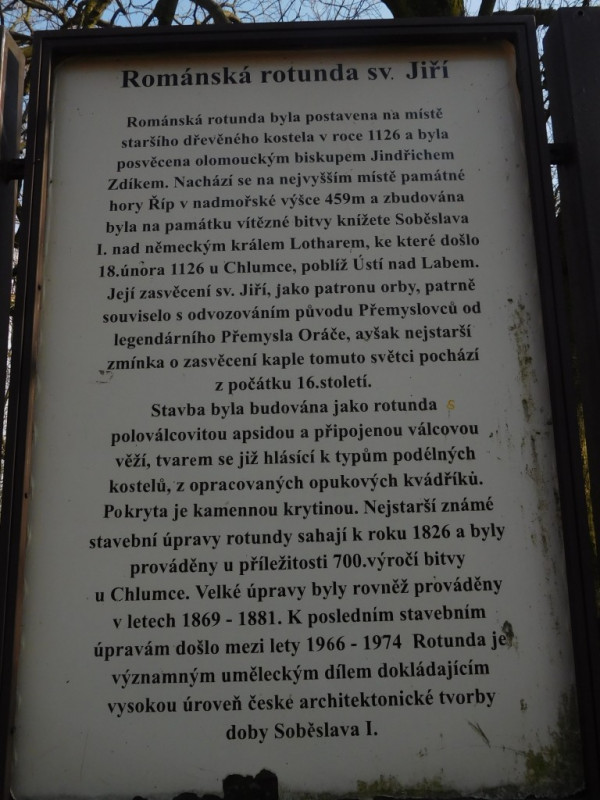 Románská rotunda sv. Jiří
Románská rotunda byla postavena na místě
staršího dřevěného kostela v roce 1126 a byla
posvěcena olomouckým biskupem Jindřichem
Zdíkem. Nachází se na nejvyšším místě památné
hory Říp v nadmořské výšce 459m a zbudována
byla na památku vítězné bitvy knížete Soběslava
I. nad německým králem Lotharem, ke které došlo
18.února 1126 u Chlumce, poblíž Ústí nad Labem.
Její zasvěcení sv. Jiří, jako patronu orby, patrně
souviselo s odvozováním původu Přemyslovců od
legendárního Přemysla Oráče, ayšak nejstarší
zmínka o zasvěcení kaple tomuto světci pochází
z počátku 16.století.
Stavba byla budována jako rotunda s
poloválcovitou apsidou a připojenou válcovou
věží, tvarem se již hlásící k typům podélných
kostelů, z opracovaných opukových kvádříků.
Pokryta je kamennou krytinou. Nejstarší známé
stavební úpravy rotundy sahají k roku 1826 a byly
prováděny u příležitosti 700.výročí bitvy
u Chlumce. Velké úpravy byly rovněž prováděny
v letech 1869 - 1881. K posledním stavebním
úpravám došlo mezi lety 1966 - 1974 Rotunda je
významným uměleckým dílem dokládajícím
vysokou úroveň české architektonické tvorby
doby Soběslava I.